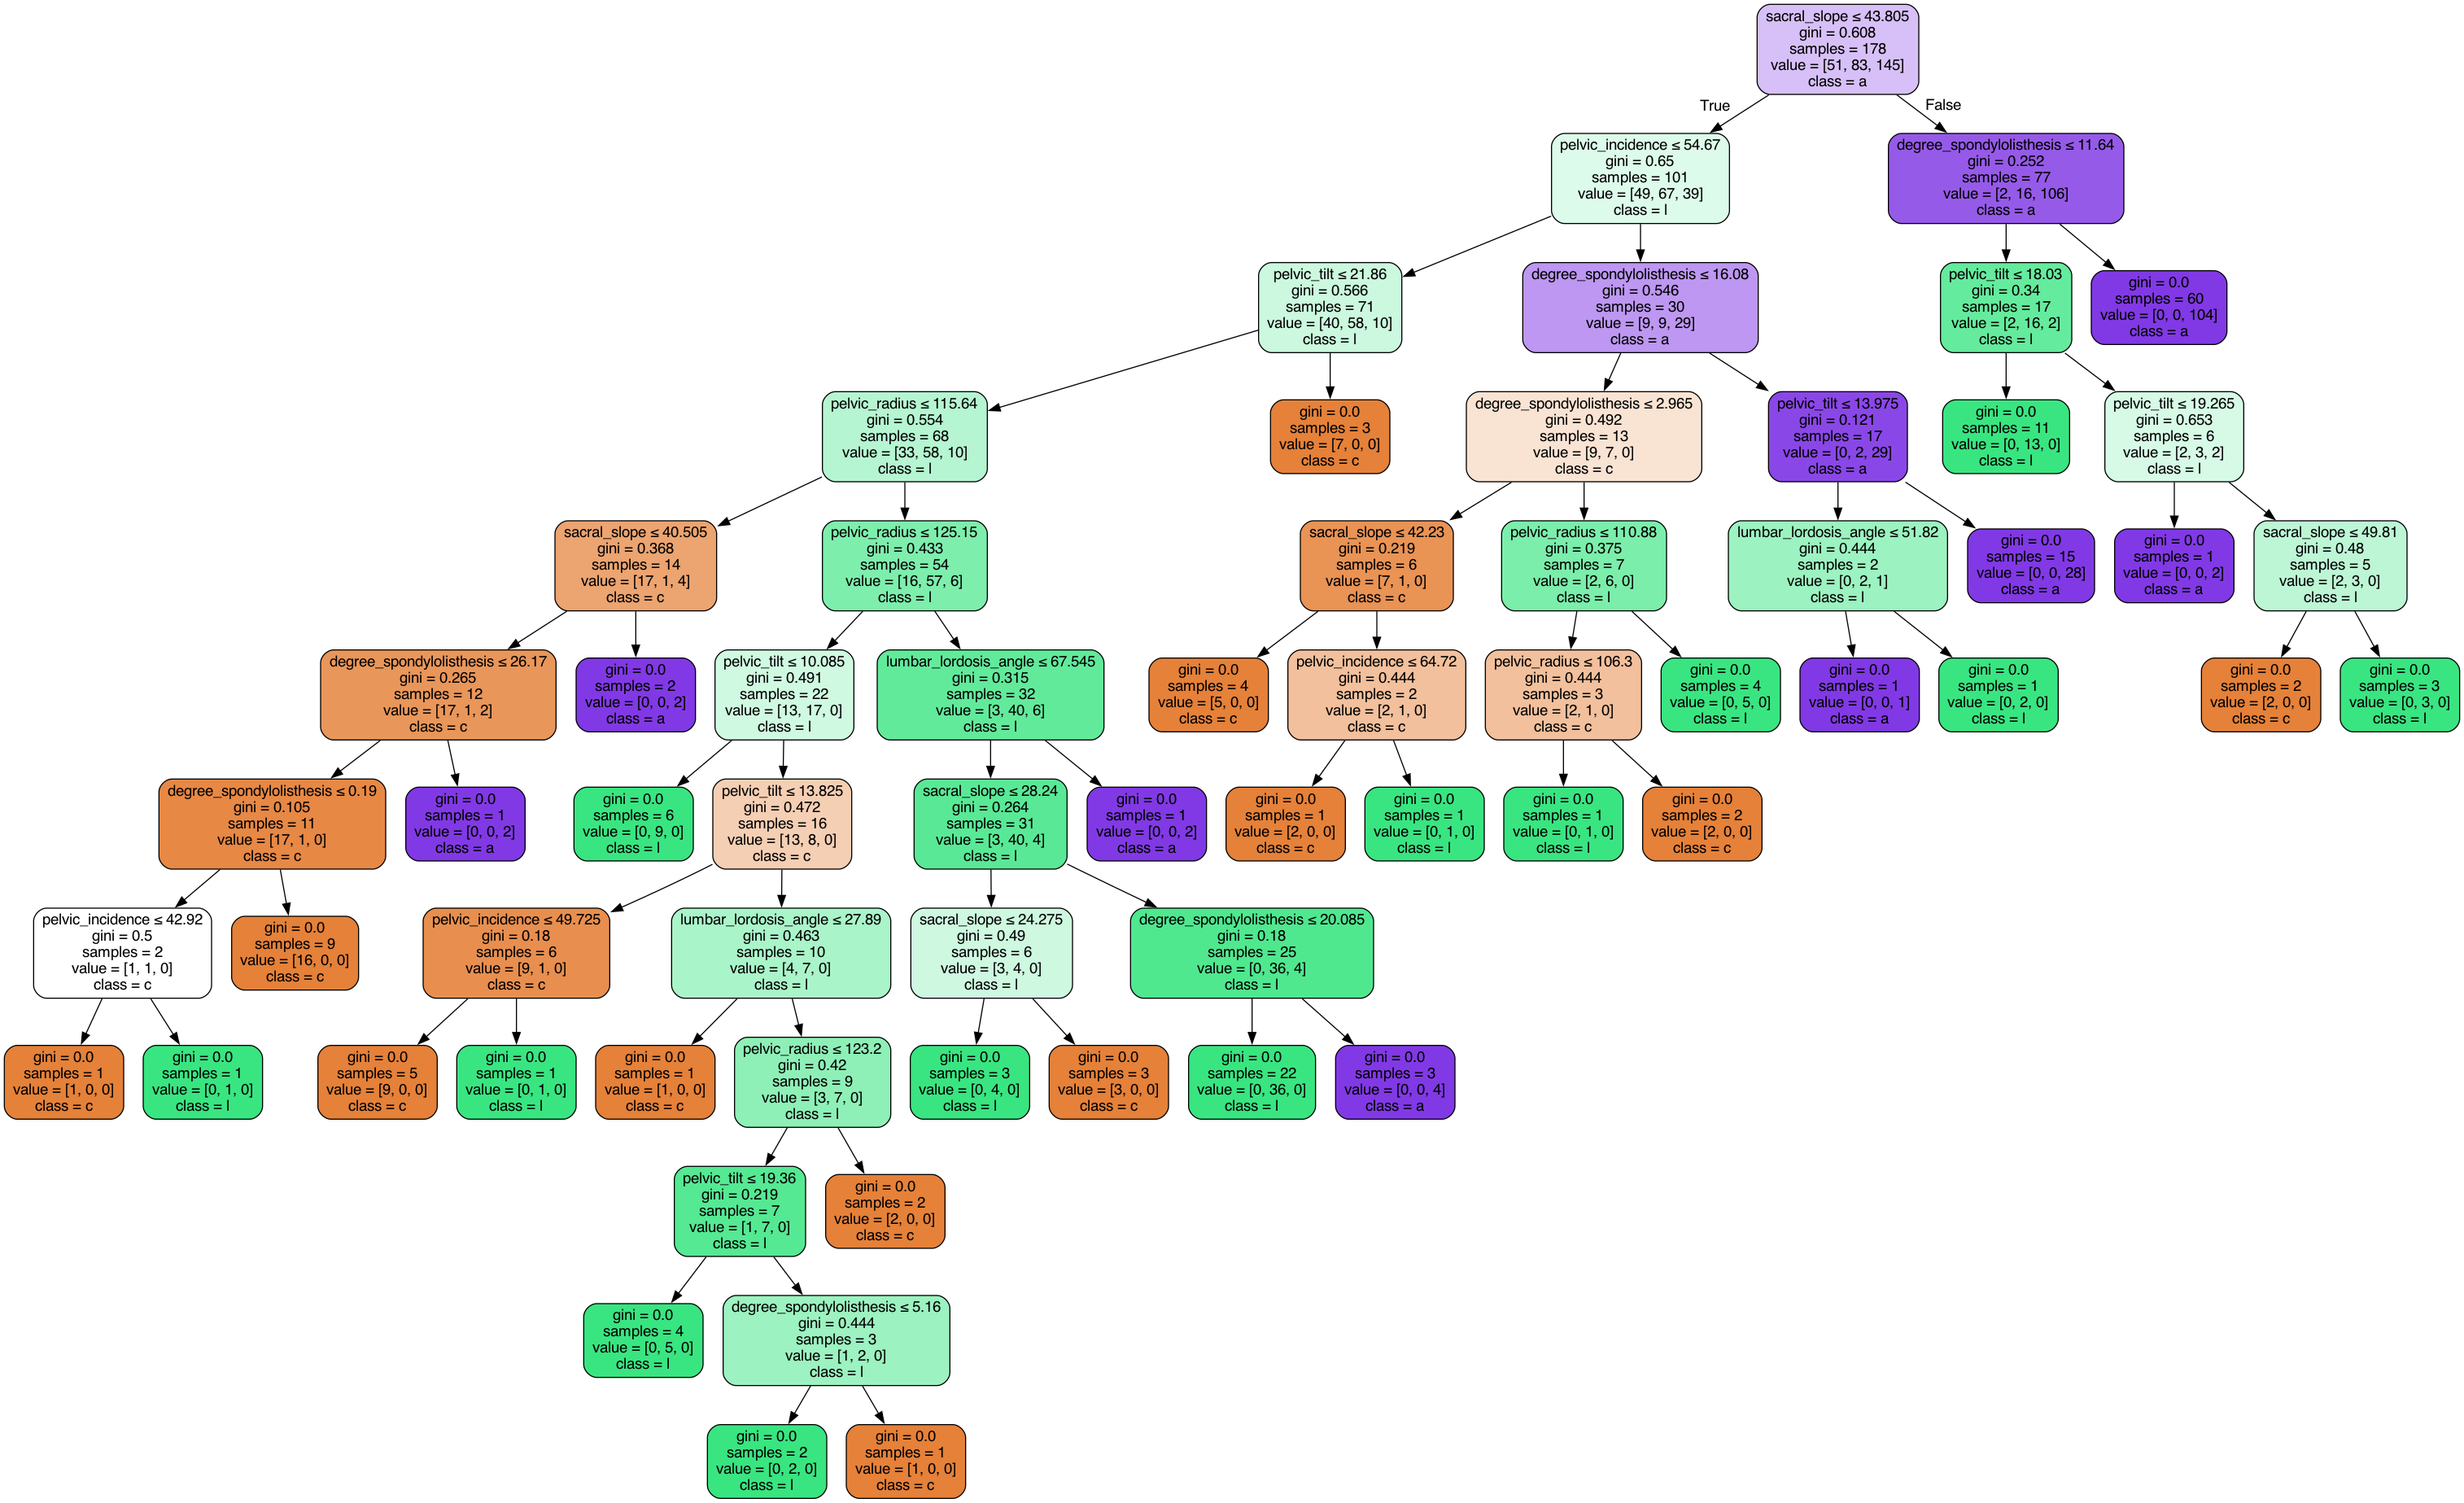 sacral_slope ≤ 43.805
gini = 0.608
samples = 178
value = [51, 83, 145]
class = a
True
False
pelvic_incidence ≤ 54.67
gini = 0.65
samples = 101
value = [49, 67, 39]
class = l
degree_spondylolisthesis ≤ 11.64
gini = 0.252
samples = 77
value = [2, 16, 106]
class = a
pelvic_tilt ≤ 21.86
gini = 0.566
samples = 71
value = [40, 58, 10]
class = l
degree_spondylolisthesis ≤ 16.08
gini = 0.546
samples = 30
value = [9, 9, 29]
class = a
pelvic_tilt ≤ 18.03
gini = 0.34
samples = 17
value = [2, 16, 2]
class = l
gini = 0.0
samples = 60
value = [0, 0, 104]
class = a
pelvic_radius ≤ 115.64
gini = 0.554
samples = 68
value = [33, 58, 10]
class = l
gini = 0.0
samples = 3
value = [7, 0, 0]
class = c
degree_spondylolisthesis ≤ 2.965
gini = 0.492
samples = 13
value = [9, 7, 0]
class = c
pelvic_tilt ≤ 13.975
gini = 0.121
samples = 17
value = [0, 2, 29]
class = a
gini = 0.0
samples = 11
value = [0, 13, 0]
class = l
pelvic_tilt ≤ 19.265
gini = 0.653
samples = 6
value = [2, 3, 2]
class = l
sacral_slope ≤ 40.505
gini = 0.368
samples = 14
value = [17, 1, 4]
class = c
pelvic_radius ≤ 125.15
gini = 0.433
samples = 54
value = [16, 57, 6]
class = l
sacral_slope ≤ 42.23
gini = 0.219
samples = 6
value = [7, 1, 0]
class = c
pelvic_radius ≤ 110.88
gini = 0.375
samples = 7
value = [2, 6, 0]
class = l
lumbar_lordosis_angle ≤ 51.82
gini = 0.444
samples = 2
value = [0, 2, 1]
class = l
gini = 0.0
samples = 15
value = [0, 0, 28]
class = a
gini = 0.0
samples = 1
value = [0, 0, 2]
class = a
sacral_slope ≤ 49.81
gini = 0.48
samples = 5
value = [2, 3, 0]
class = l
degree_spondylolisthesis ≤ 26.17
gini = 0.265
samples = 12
value = [17, 1, 2]
class = c
gini = 0.0
samples = 2
value = [0, 0, 2]
class = a
pelvic_tilt ≤ 10.085
gini = 0.491
samples = 22
value = [13, 17, 0]
class = l
lumbar_lordosis_angle ≤ 67.545
gini = 0.315
samples = 32
value = [3, 40, 6]
class = l
gini = 0.0
samples = 4
value = [5, 0, 0]
class = c
pelvic_incidence ≤ 64.72
gini = 0.444
samples = 2
value = [2, 1, 0]
class = c
pelvic_radius ≤ 106.3
gini = 0.444
samples = 3
value = [2, 1, 0]
class = c
gini = 0.0
samples = 4
value = [0, 5, 0]
class = l
gini = 0.0
samples = 1
value = [0, 0, 1]
class = a
gini = 0.0
samples = 1
value = [0, 2, 0]
class = l
gini = 0.0
samples = 2
value = [2, 0, 0]
class = c
gini = 0.0
samples = 3
value = [0, 3, 0]
class = l
degree_spondylolisthesis ≤ 0.19
gini = 0.105
samples = 11
value = [17, 1, 0]
class = c
gini = 0.0
samples = 1
value = [0, 0, 2]
class = a
gini = 0.0
samples = 6
value = [0, 9, 0]
class = l
pelvic_tilt ≤ 13.825
gini = 0.472
samples = 16
value = [13, 8, 0]
class = c
sacral_slope ≤ 28.24
gini = 0.264
samples = 31
value = [3, 40, 4]
class = l
gini = 0.0
samples = 1
value = [0, 0, 2]
class = a
gini = 0.0
samples = 1
value = [2, 0, 0]
class = c
gini = 0.0
samples = 1
value = [0, 1, 0]
class = l
gini = 0.0
samples = 1
value = [0, 1, 0]
class = l
gini = 0.0
samples = 2
value = [2, 0, 0]
class = c
pelvic_incidence ≤ 42.92
gini = 0.5
samples = 2
value = [1, 1, 0]
class = c
gini = 0.0
samples = 9
value = [16, 0, 0]
class = c
pelvic_incidence ≤ 49.725
gini = 0.18
samples = 6
value = [9, 1, 0]
class = c
lumbar_lordosis_angle ≤ 27.89
gini = 0.463
samples = 10
value = [4, 7, 0]
class = l
sacral_slope ≤ 24.275
gini = 0.49
samples = 6
value = [3, 4, 0]
class = l
degree_spondylolisthesis ≤ 20.085
gini = 0.18
samples = 25
value = [0, 36, 4]
class = l
gini = 0.0
samples = 1
value = [1, 0, 0]
class = c
gini = 0.0
samples = 1
value = [0, 1, 0]
class = l
gini = 0.0
samples = 5
value = [9, 0, 0]
class = c
gini = 0.0
samples = 1
value = [0, 1, 0]
class = l
gini = 0.0
samples = 1
value = [1, 0, 0]
class = c
pelvic_radius ≤ 123.2
gini = 0.42
samples = 9
value = [3, 7, 0]
class = l
gini = 0.0
samples = 3
value = [0, 4, 0]
class = l
gini = 0.0
samples = 3
value = [3, 0, 0]
class = c
gini = 0.0
samples = 22
value = [0, 36, 0]
class = l
gini = 0.0
samples = 3
value = [0, 0, 4]
class = a
pelvic_tilt ≤ 19.36
gini = 0.219
samples = 7
value = [1, 7, 0]
class = l
gini = 0.0
samples = 2
value = [2, 0, 0]
class = c
gini = 0.0
samples = 4
value = [0, 5, 0]
class = l
degree_spondylolisthesis ≤ 5.16
gini = 0.444
samples = 3
value = [1, 2, 0]
class = l
gini = 0.0
samples = 2
value = [0, 2, 0]
class = l
gini = 0.0
samples = 1
value = [1, 0, 0]
class = c